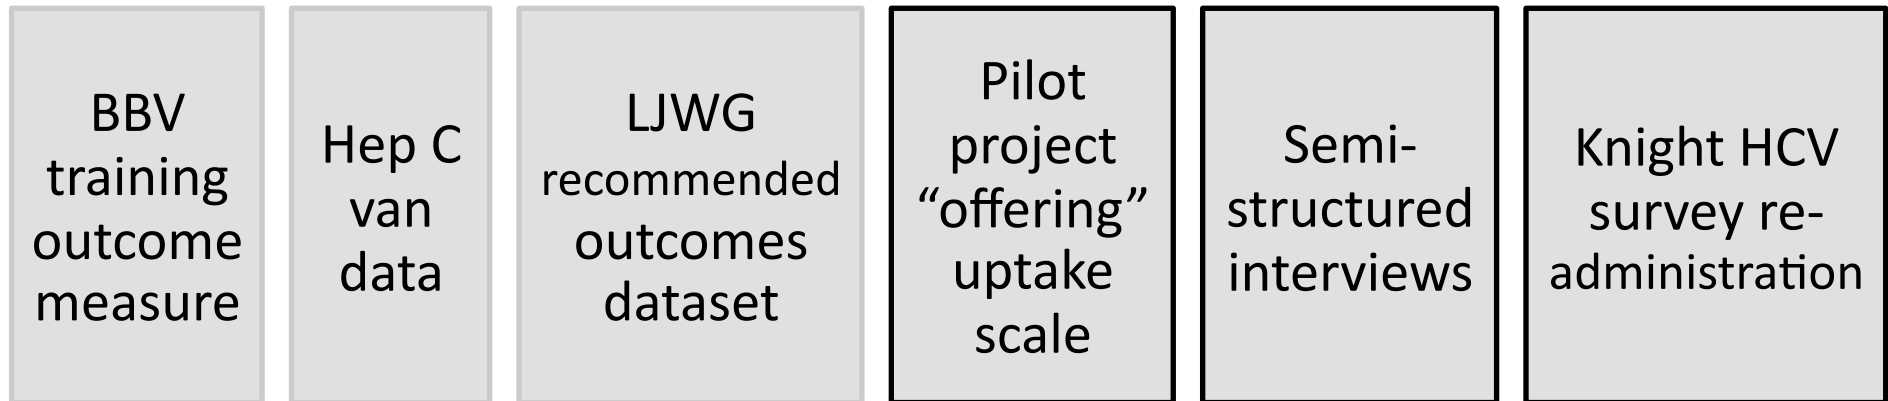 BBV
training
outcome
measure
Hep C
van
data
LJWG
recommended
outcomes
dataset
Pilot
project
“offering”
uptake
scale
Semi-
structured
interviews
Knight HCV
survey re-
administration